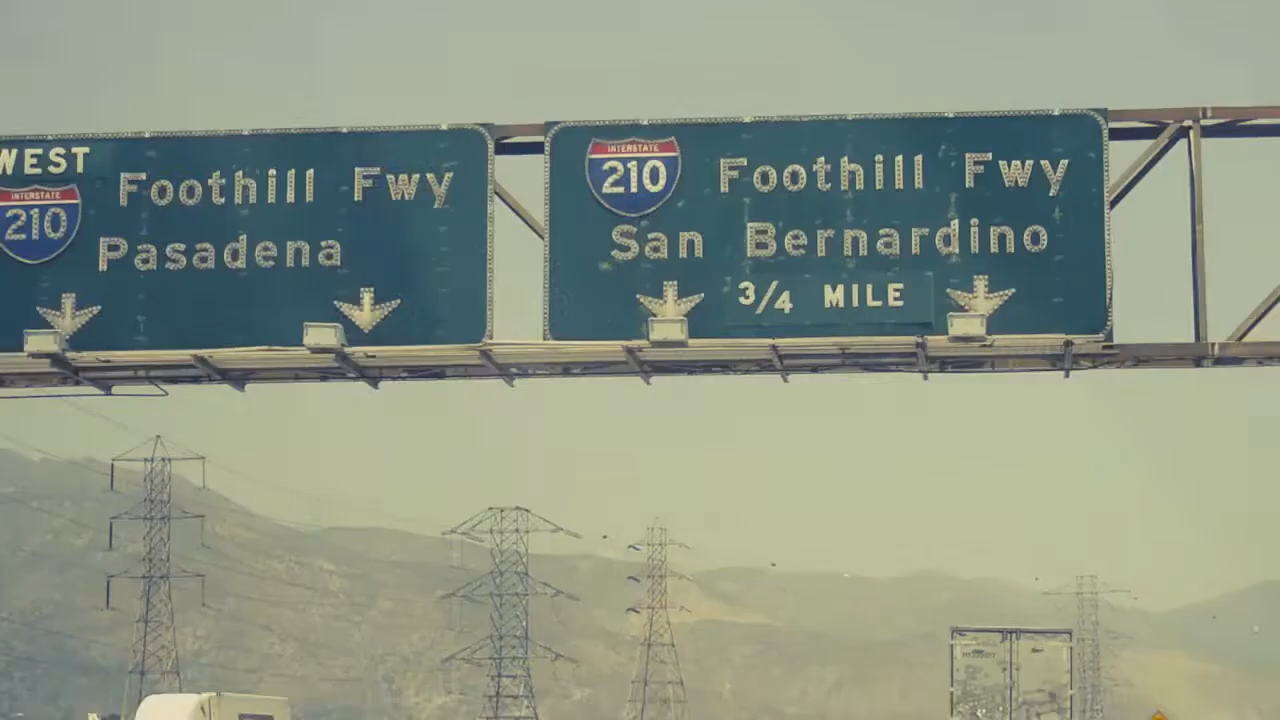 WEST
INTERSTATE
210
Foothill Fwy
Pasadena
INTERSTATE
210
Foothill Fwy
San Bernardino
3/4 MILE